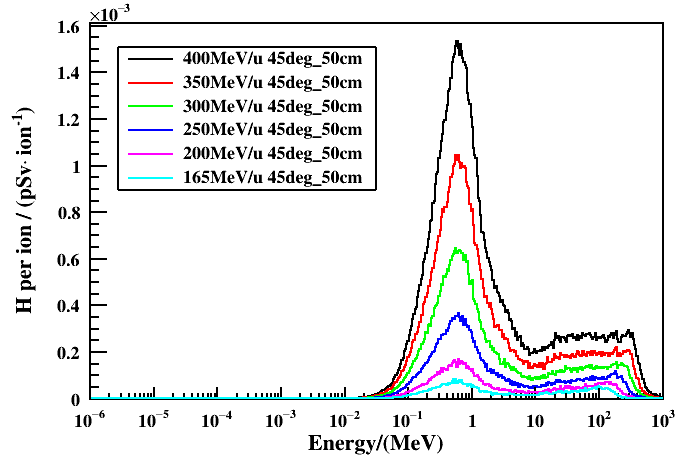 ×10⁻³
1.6
1.4
1.2
1
0.8
0.6
0.4
0.2
0
H per ion / (pSv· ion⁻¹)
400MeV/u 45deg_50cm
350MeV/u 45deg_50cm
300MeV/u 45deg_50cm
250MeV/u 45deg_50cm
200MeV/u 45deg_50cm
165MeV/u 45deg_50cm
10⁻⁶ 10⁻⁵ 10⁻⁴ 10⁻³ 10⁻² 10⁻¹ 1 10 10² 10³
Energy/(MeV)